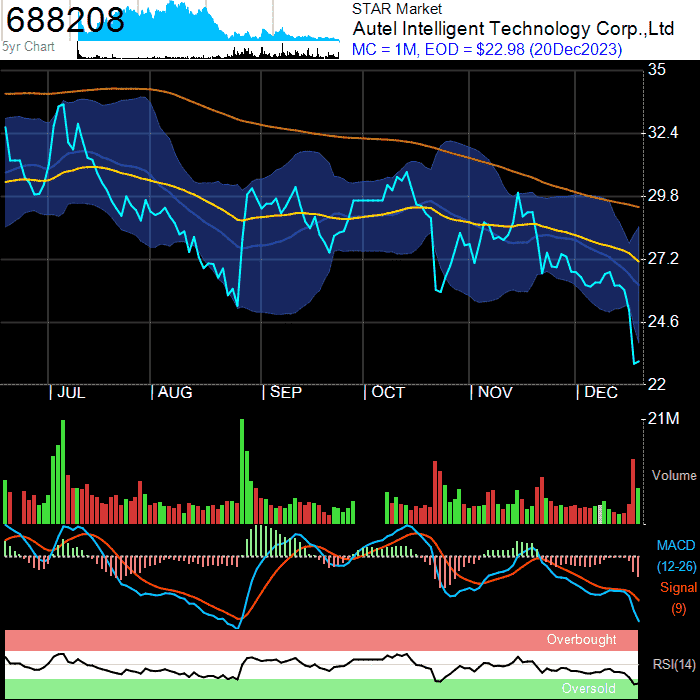 688208
5yr Chart
STAR Market
Autel Intelligent Technology Corp.,Ltd
MC = 1M, EOD = $22.98 (20Dec2023)
35
32.4
29.8
27.2
24.6
22
| JUL | AUG | SEP | OCT | NOV | DEC
21M
Volume
MACD
(12-26)
Signal
(9)
Overbought
RSI(14)
Oversold